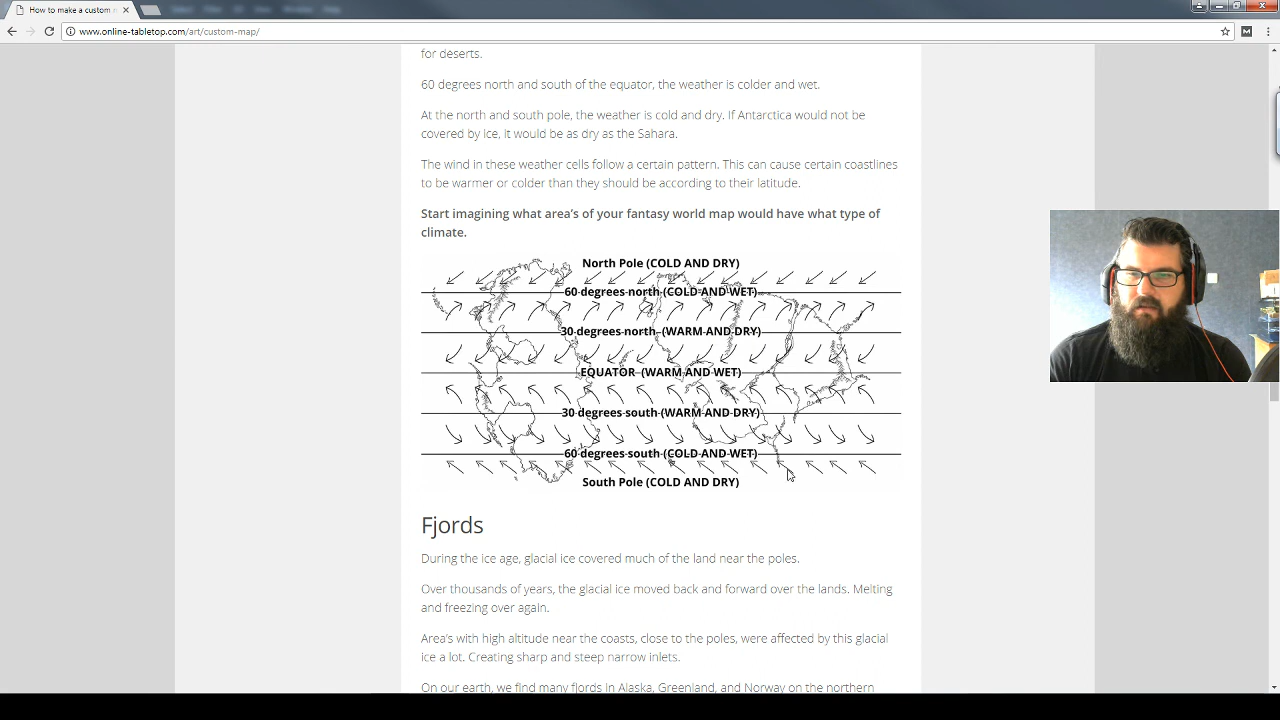 How to make a custom
www.online-tabletop.com/art/custom-map/
for deserts.
60 degrees north and south of the equator, the weather is colder and wet.
At the north and south pole, the weather is cold and dry. If Antarctica would not be
covered by ice, it would be as dry as the Sahara.
The wind in these weather cells follow a certain pattern. This can cause certain coastlines
to be warmer or colder than they should be according to their latitude.
Start imagining what area's of your fantasy world map would have what type of
climate.
North Pole (COLD AND DRY)
60 degrees north (COLD AND WET)
30 degrees north (WARM AND DRY)
EQUATOR (WARM AND WET)
30 degrees south (WARM AND DRY)
60 degrees south (COLD AND WET)
South Pole (COLD AND DRY)
Fjords
During the ice age, glacial ice covered much of the land near the poles.
Over thousands of years, the glacial ice moved back and forward over the lands. Melting
and freezing over again.
Area's with high altitude near the coasts, close to the poles, were affected by this glacial
ice a lot. Creating sharp and steep narrow inlets.
On our earth, we find many fjords in Alaska, Greenland, and Norway on the northern